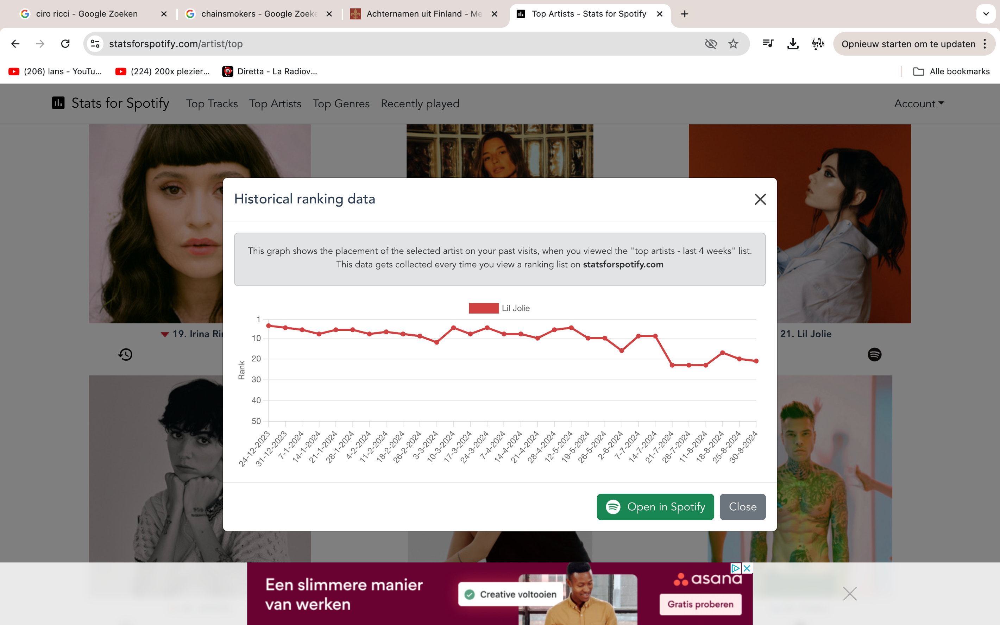 ciro ricci - Google Zoeken
chainsmokers - Google Zoeke
Achternamen uit Finland - Me
Top Artists - Stats for Spotify
statsforspotify.com/artist/top
Opnieuw starten om te updaten
(206) lans - YouTu...
(224) 200x plezier...
Diretta - La Radiov...
Alle bookmarks
Stats for Spotify
Top Tracks
Top Artists
Top Genres
Recently played
Account
Historical ranking data
This graph shows the placement of the selected artist on your past visits, when you viewed the "top artists - last 4 weeks" list.
This data gets collected every time you view a ranking list on statsforspotify.com
Lil Jolie
1
10
20
30
40
50
Rank
24-12-2023
31-12-2023
7-1-2024
14-1-2024
21-1-2024
28-1-2024
4-2-2024
11-2-2024
18-2-2024
26-2-2024
3-3-2024
10-3-2024
17-3-2024
24-3-2024
7-4-2024
14-4-2024
21-4-2024
28-4-2024
12-5-2024
19-5-2024
26-5-2024
2-6-2024
7-7-2024
14-7-2024
21-7-2024
28-7-2024
11-8-2024
18-8-2024
25-8-2024
30-8-2024
19. Irina Rin
21. Lil Jolie
Open in Spotify
Close
Een slimmere manier
van werken
Creative voltooien
asana
Gratis proberen